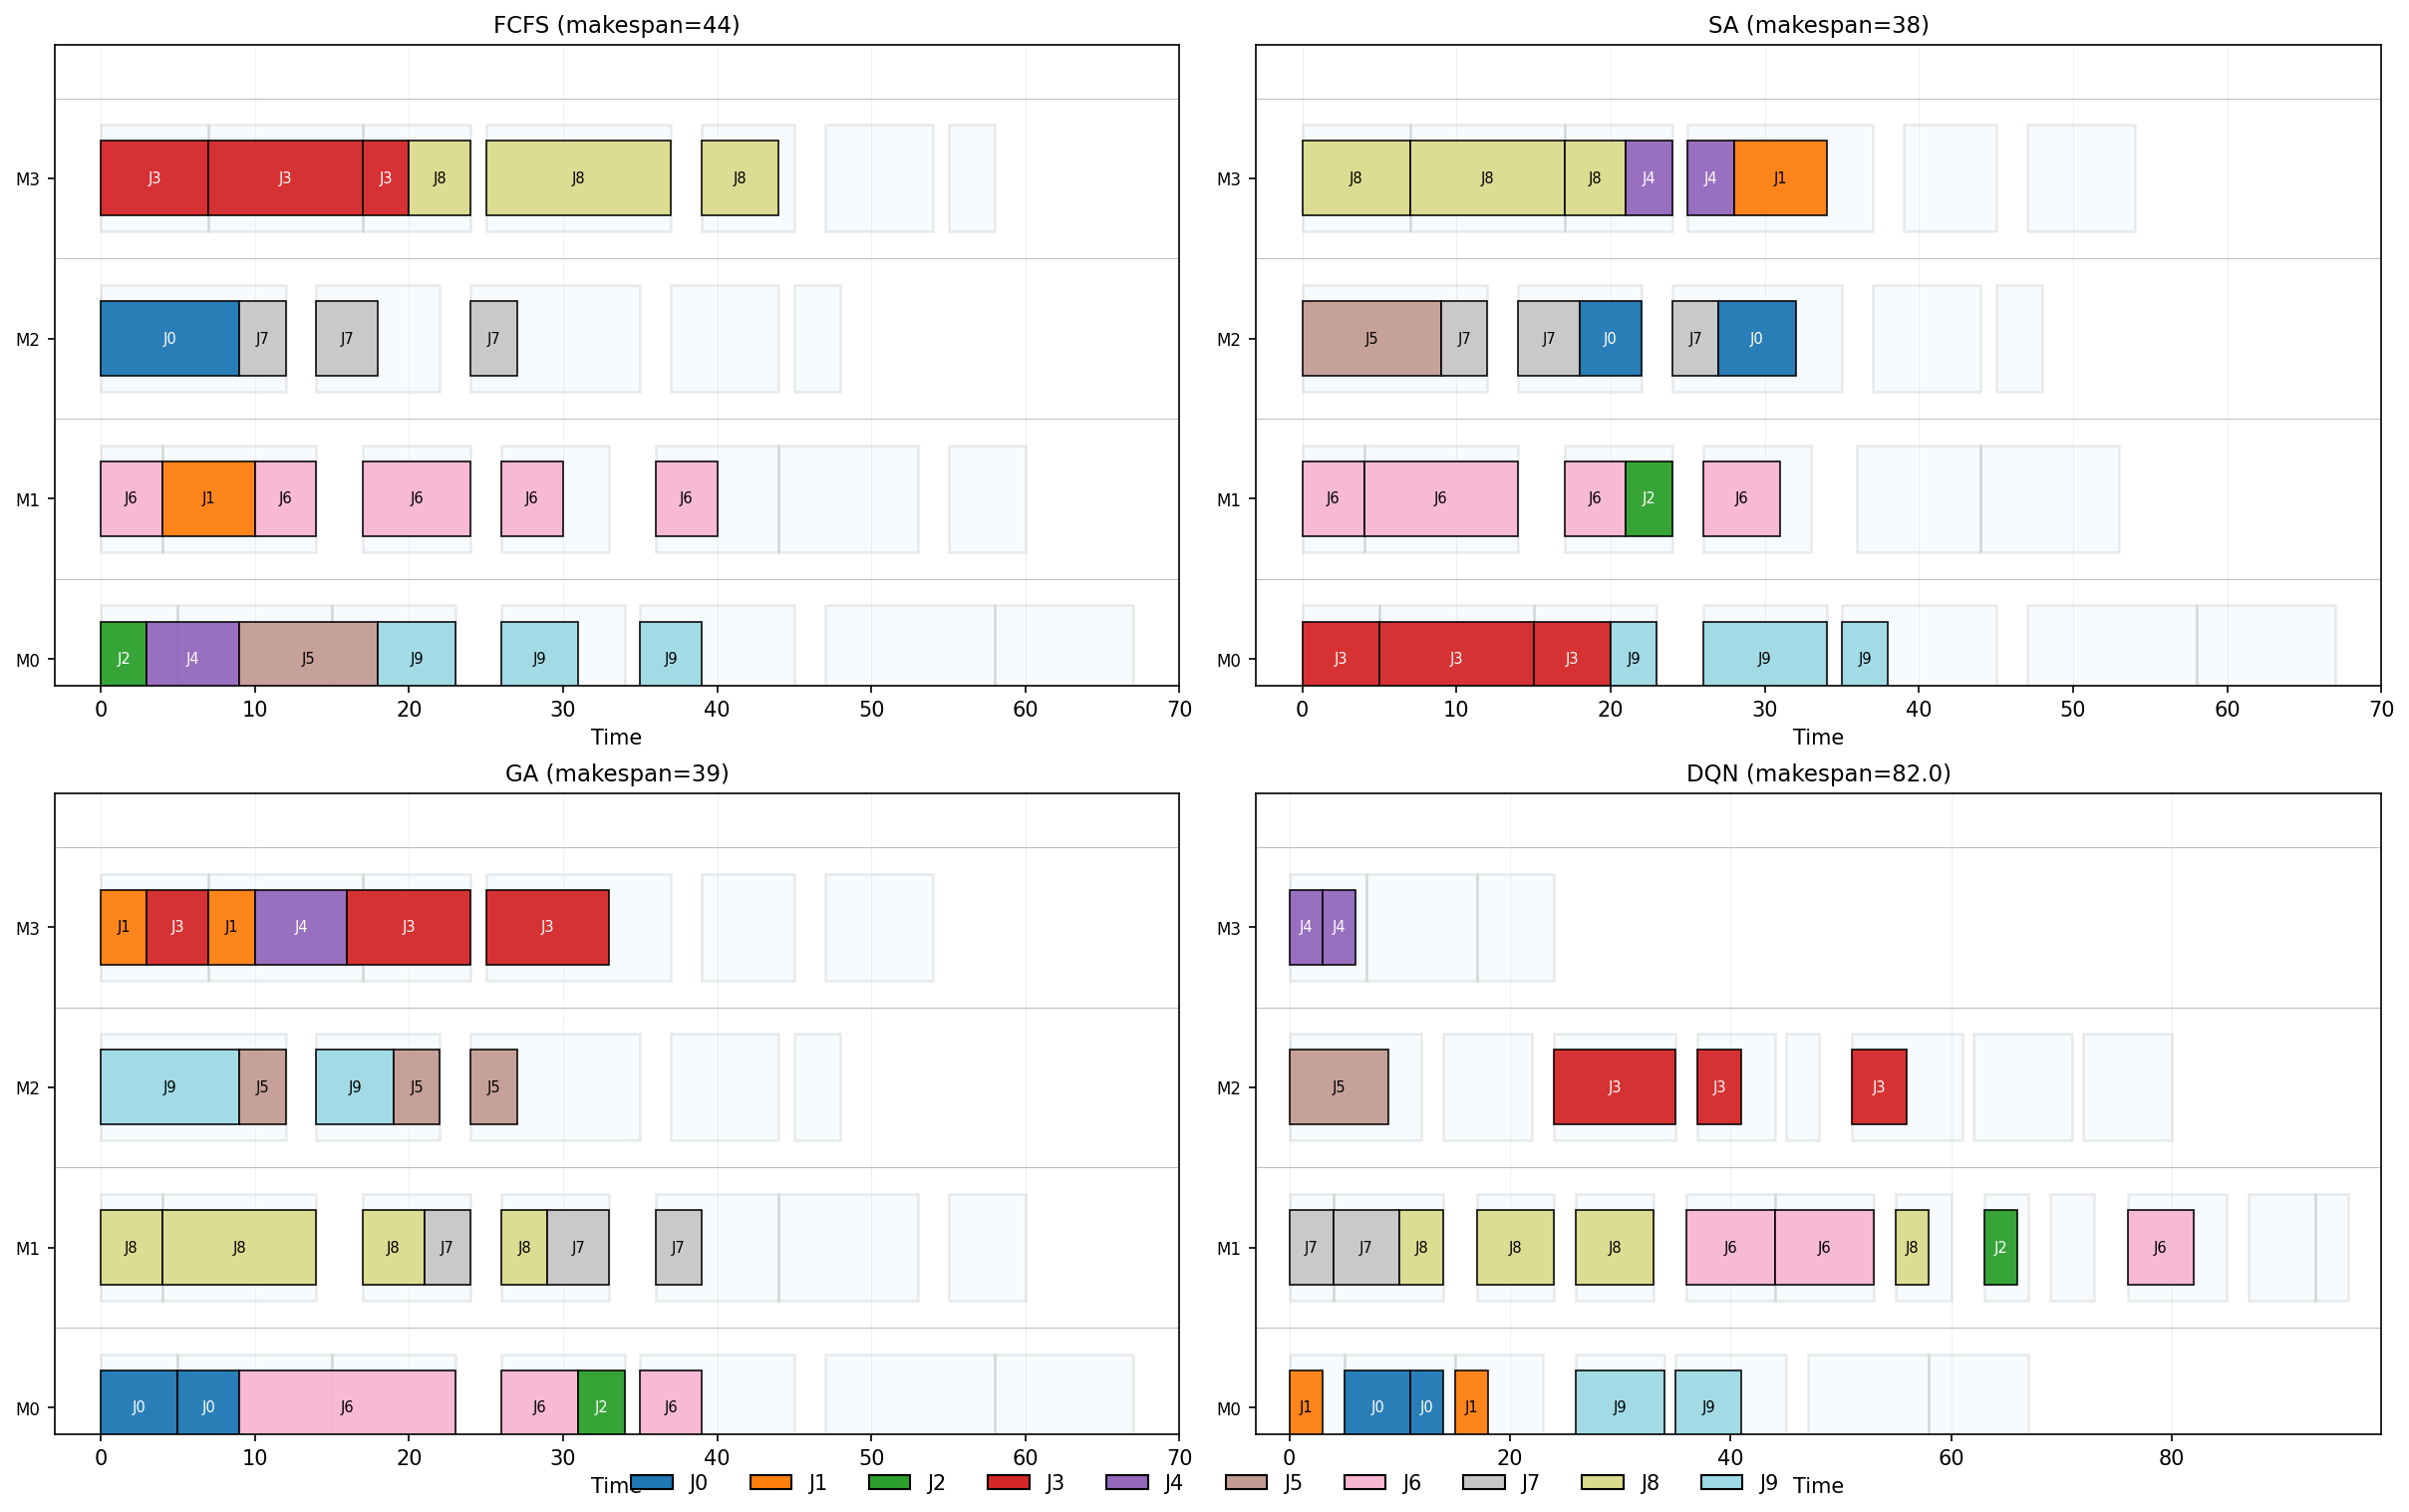 FCFS (makespan=44)
M3 J3 J3 J3 J8 J8 J8
M2 J0 J7 J7 J7
M1 J6 J1 J6 J6 J6 J6
M0 J2 J4 J5 J9 J9 J9
0 10 20 30 40 50 60 70
Time
SA (makespan=38)
M3 J8 J8 J8 J4 J4 J1
M2 J5 J7 J7 J0 J7 J0
M1 J6 J6 J6 J2 J6
M0 J3 J3 J3 J9 J9 J9
0 10 20 30 40 50 60 70
Time
GA (makespan=39)
M3 J1 J3 J1 J4 J3 J3
M2 J9 J5 J9 J5 J5
M1 J8 J8 J8 J7 J8 J7 J7
M0 J0 J0 J6 J6 J2 J6
0 10 20 30 40 50 60 70
Time
DQN (makespan=82.0)
M3 J4 J4
M2 J5 J3 J3 J3
M1 J7 J7 J8 J8 J8 J6 J6 J8 J2 J6
M0 J1 J0 J0 J1 J9 J9
0 20 40 60 80
Time
J0 J1 J2 J3 J4 J5 J6 J7 J8 J9